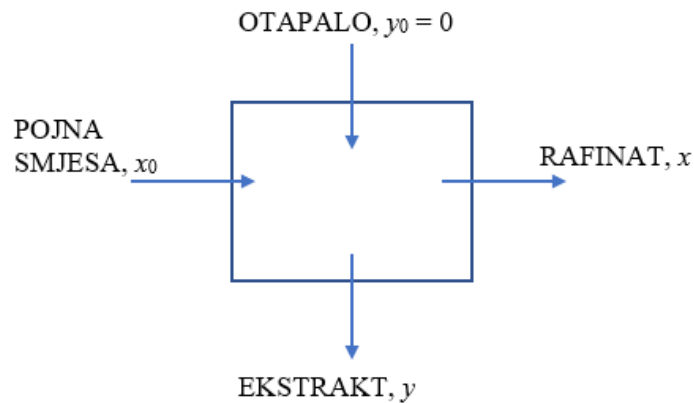 OTAPALO, y0 = 0
POJNA
SMJESA, x0
RAFINAT, x
EKSTRAKT, y